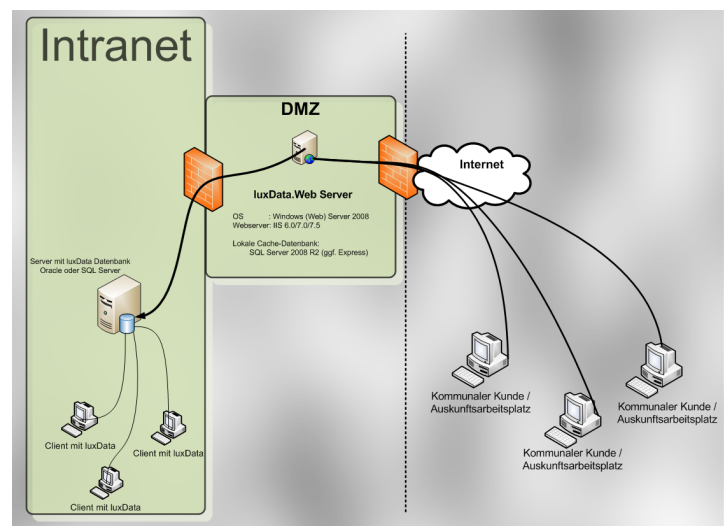 Intranet
DMZ
luxData.Web Server
OS : Windows (Web) Server 2008
Webserver: IIS 6.0/7.0/7.5
Lokale Cache-Datenbank:
SQL Server 2008 R2 (ggf. Express)
Internet
Server mit luxData Datenbank
Oracle oder SQL Server
Client mit luxData
Client mit luxData
Client mit luxData
Kommunaler Kunde /
Auskunftsarbeitsplatz
Kommunaler Kunde /
Auskunftsarbeitsplatz
Kommunaler Kunde /
Auskunftsarbeitsplatz